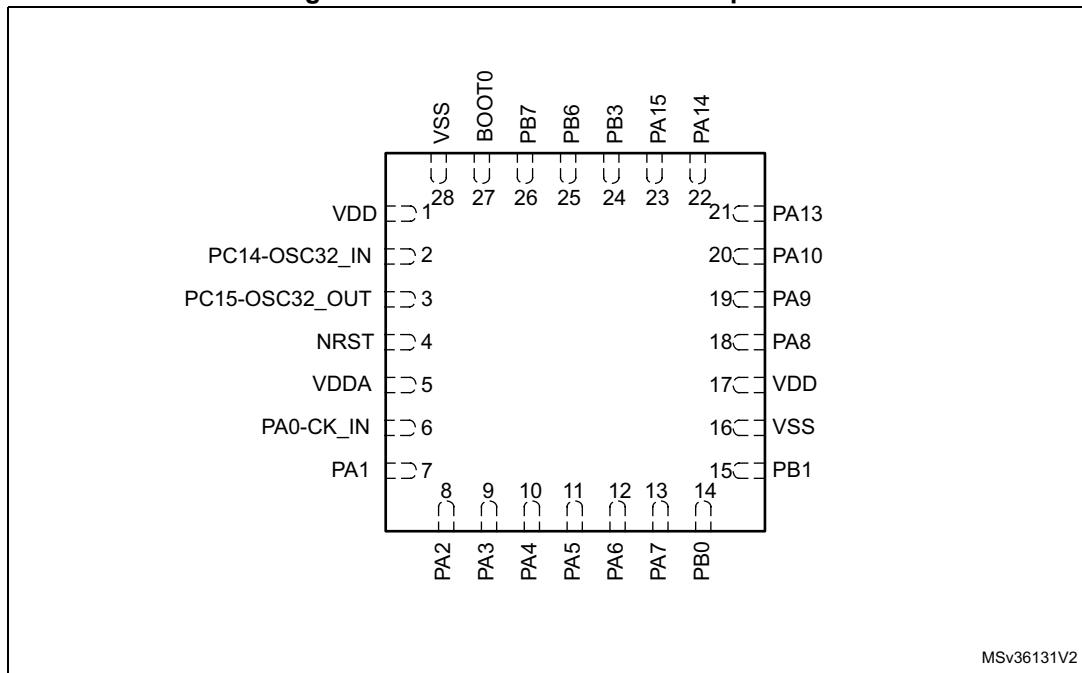 VSS
BOOT0
PB7
PB6
PB3
PA15
PA14
28
27
26
25
24
23
22
VDD 1
PC14-OSC32_IN 2
PC15-OSC32_OUT 3
NRST 4
VDDA 5
PA0-CK_IN 6
PA1 7
21 PA13
20 PA10
19 PA9
18 PA8
17 VDD
16 VSS
15 PB1
8
9
10
11
12
13
14
PA2
PA3
PA4
PA5
PA6
PA7
PB0
MSv36131V2